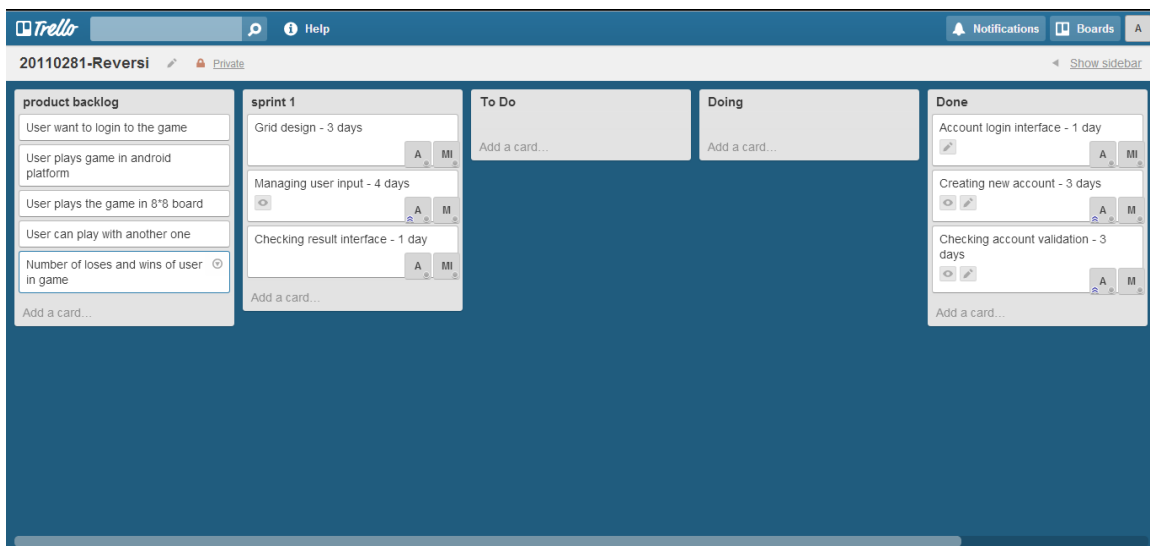 Trello
Help
Notifications
Boards
A
20110281-Reversi
Private
Show sidebar
product backlog
User want to login to the game
User plays game in android
platform
User plays the game in 8*8 board
User can play with another one
Number of loses and wins of user
in game
Add a card...
sprint 1
Grid design - 3 days
A MI
Managing user input - 4 days
A M
Checking result interface - 1 day
A MI
Add a card...
To Do
Add a card...
Doing
Add a card...
Done
Account login interface - 1 day
A MI
Creating new account - 3 days
A M
Checking account validation - 3
days
A M
Add a card...